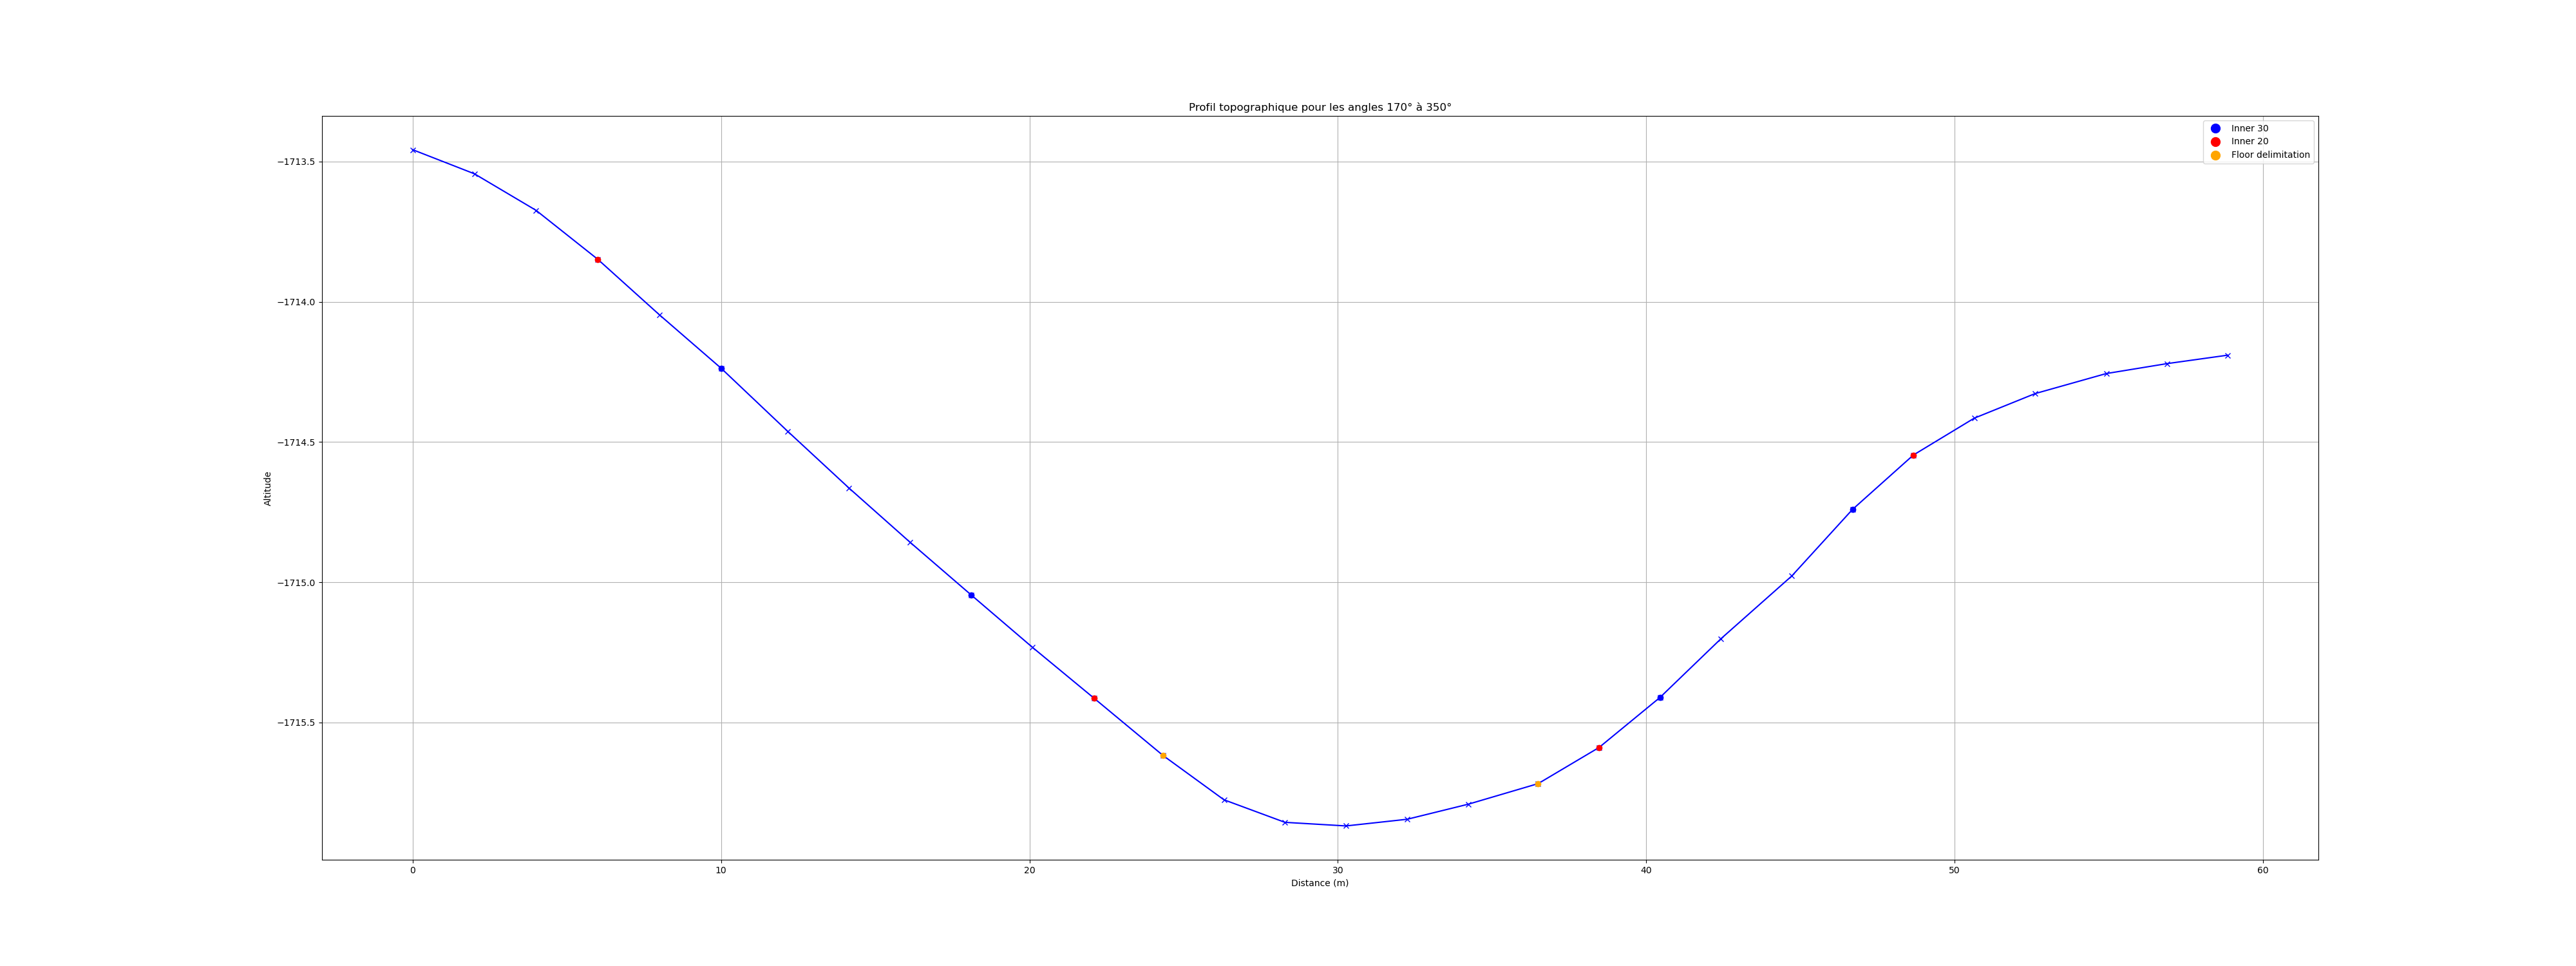 Profil topographique pour les angles 170° à 350°
Inner 30
Inner 20
Floor delimitation
Altitude
−1713.5
−1714.0
−1714.5
−1715.0
−1715.5
0 10 20 30 40 50 60
Distance (m)